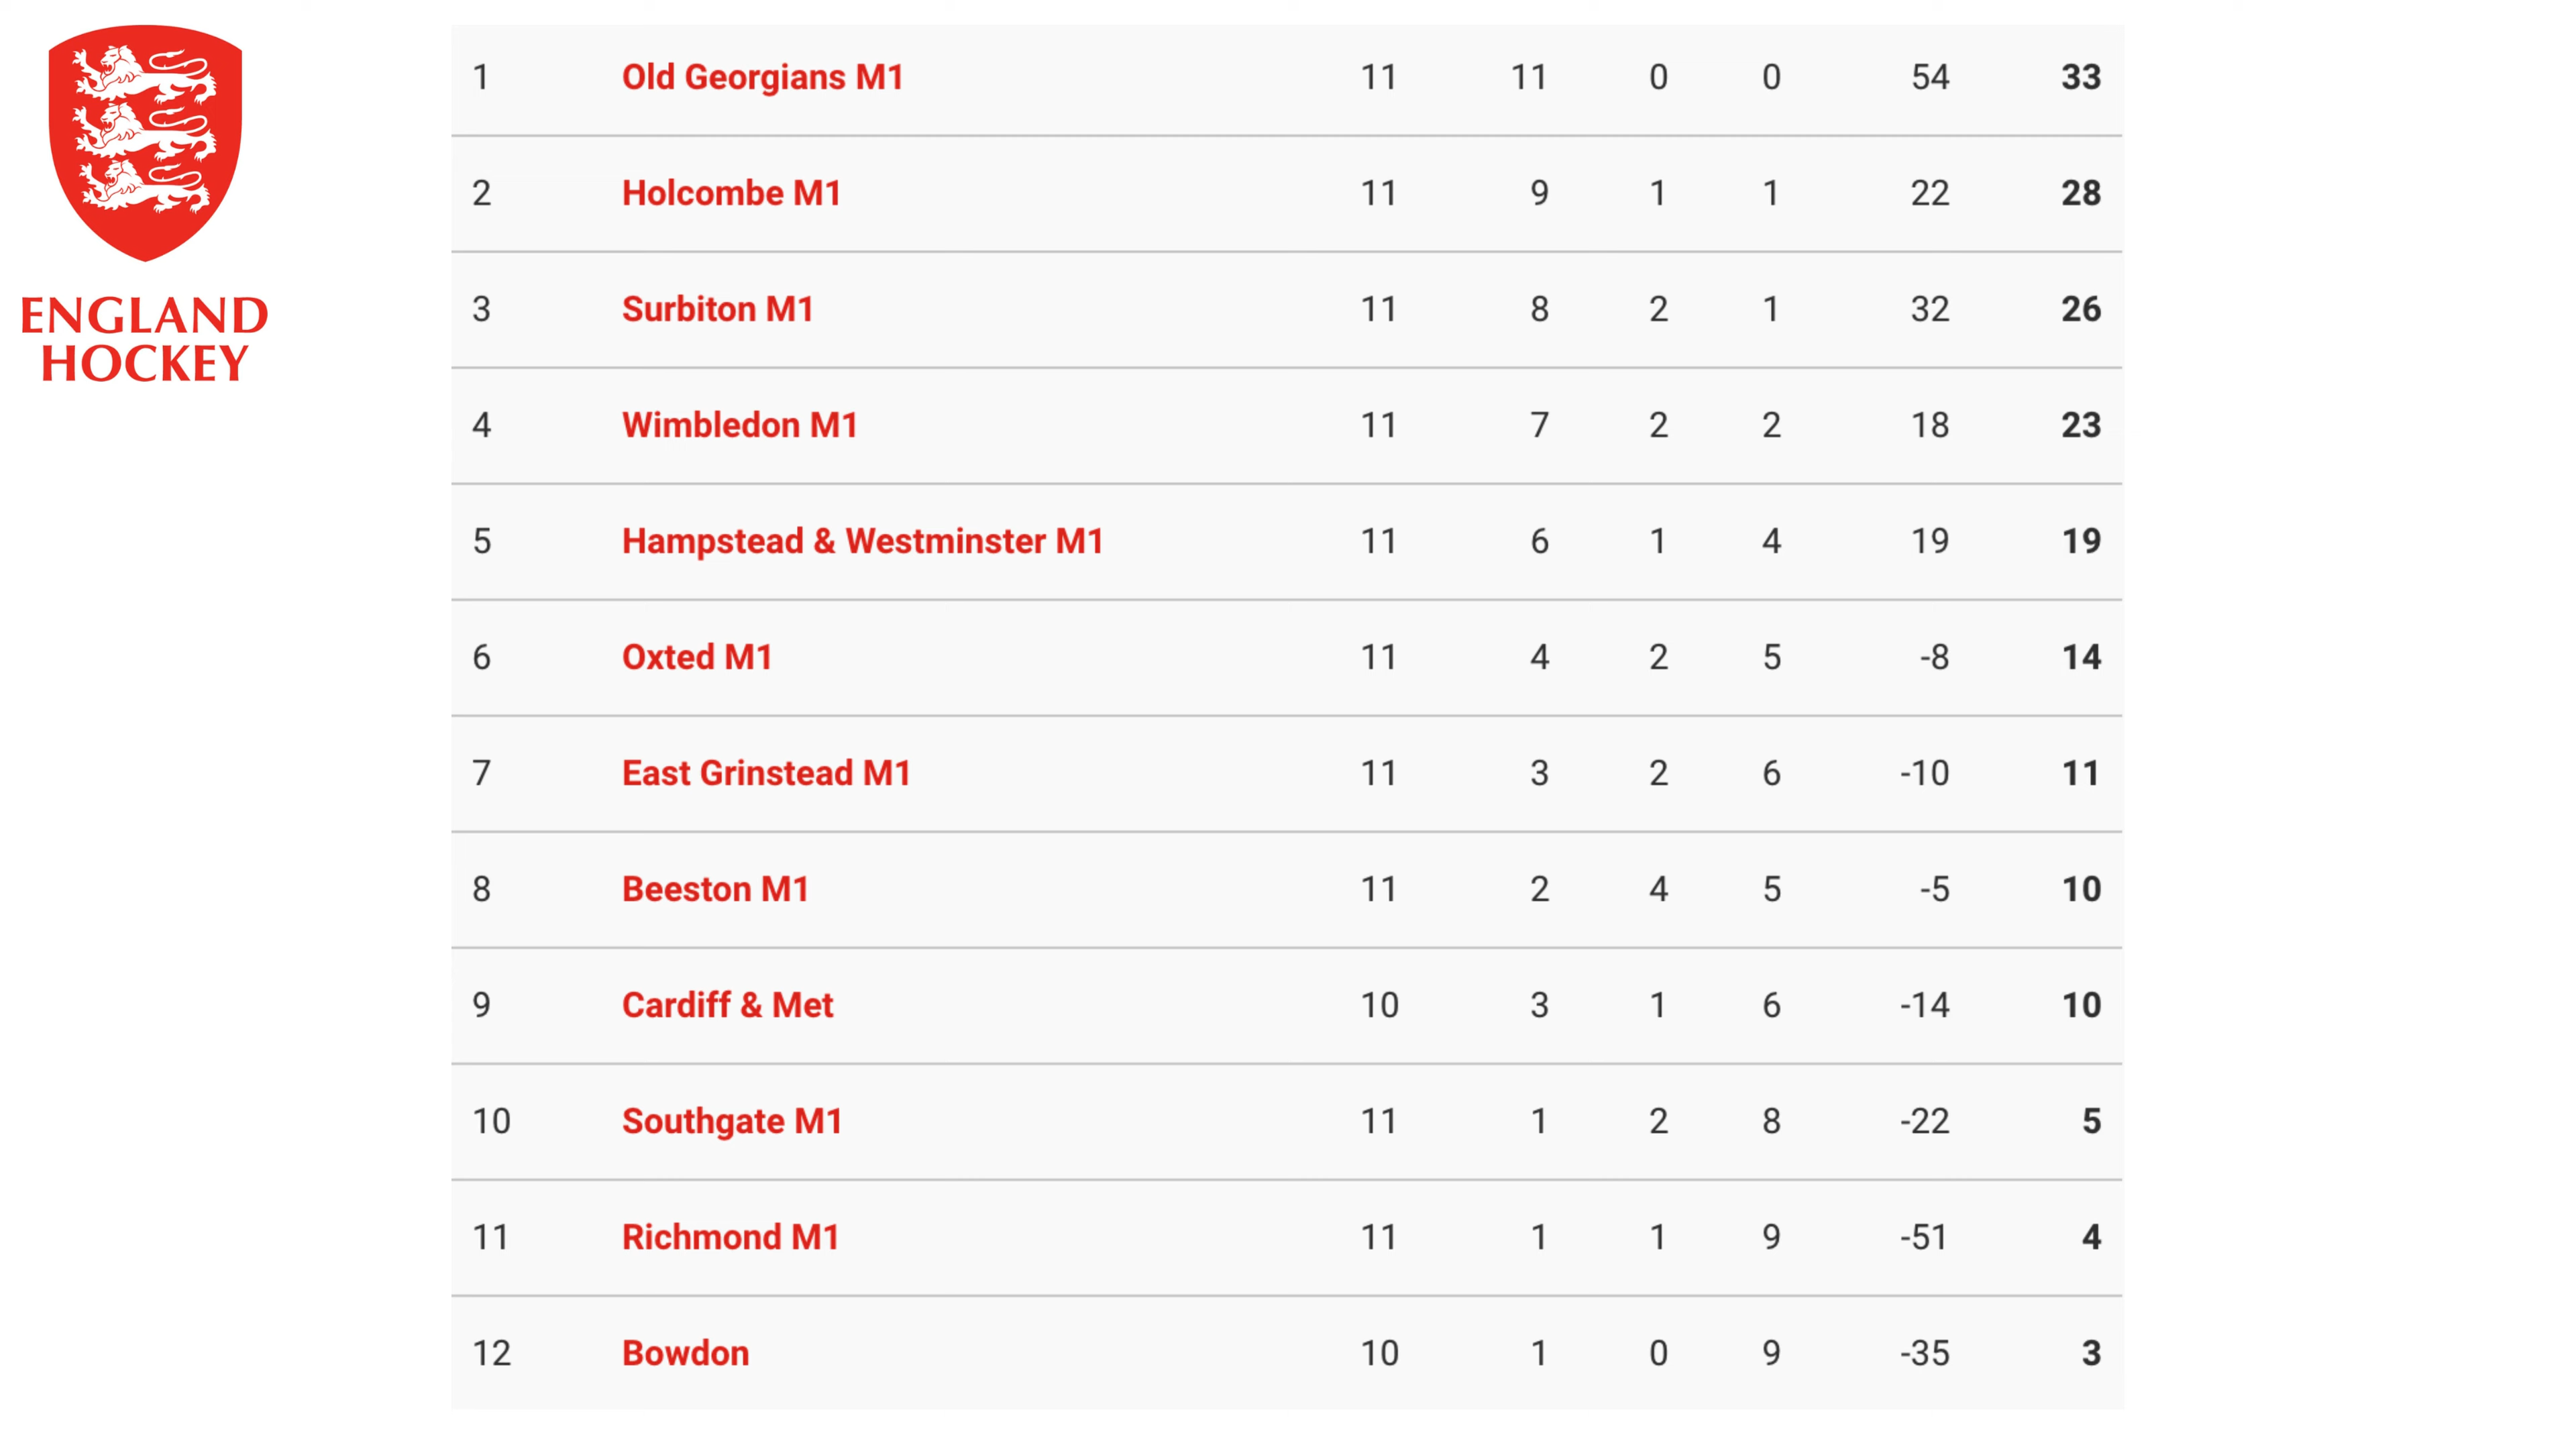 ENGLAND
HOCKEY
1 Old Georgians M1 11 11 0 0 54 33
2 Holcombe M1 11 9 1 1 22 28
3 Surbiton M1 11 8 2 1 32 26
4 Wimbledon M1 11 7 2 2 18 23
5 Hampstead & Westminster M1 11 6 1 4 19 19
6 Oxted M1 11 4 2 5 -8 14
7 East Grinstead M1 11 3 2 6 -10 11
8 Beeston M1 11 2 4 5 -5 10
9 Cardiff & Met 10 3 1 6 -14 10
10 Southgate M1 11 1 2 8 -22 5
11 Richmond M1 11 1 1 9 -51 4
12 Bowdon 10 1 0 9 -35 3